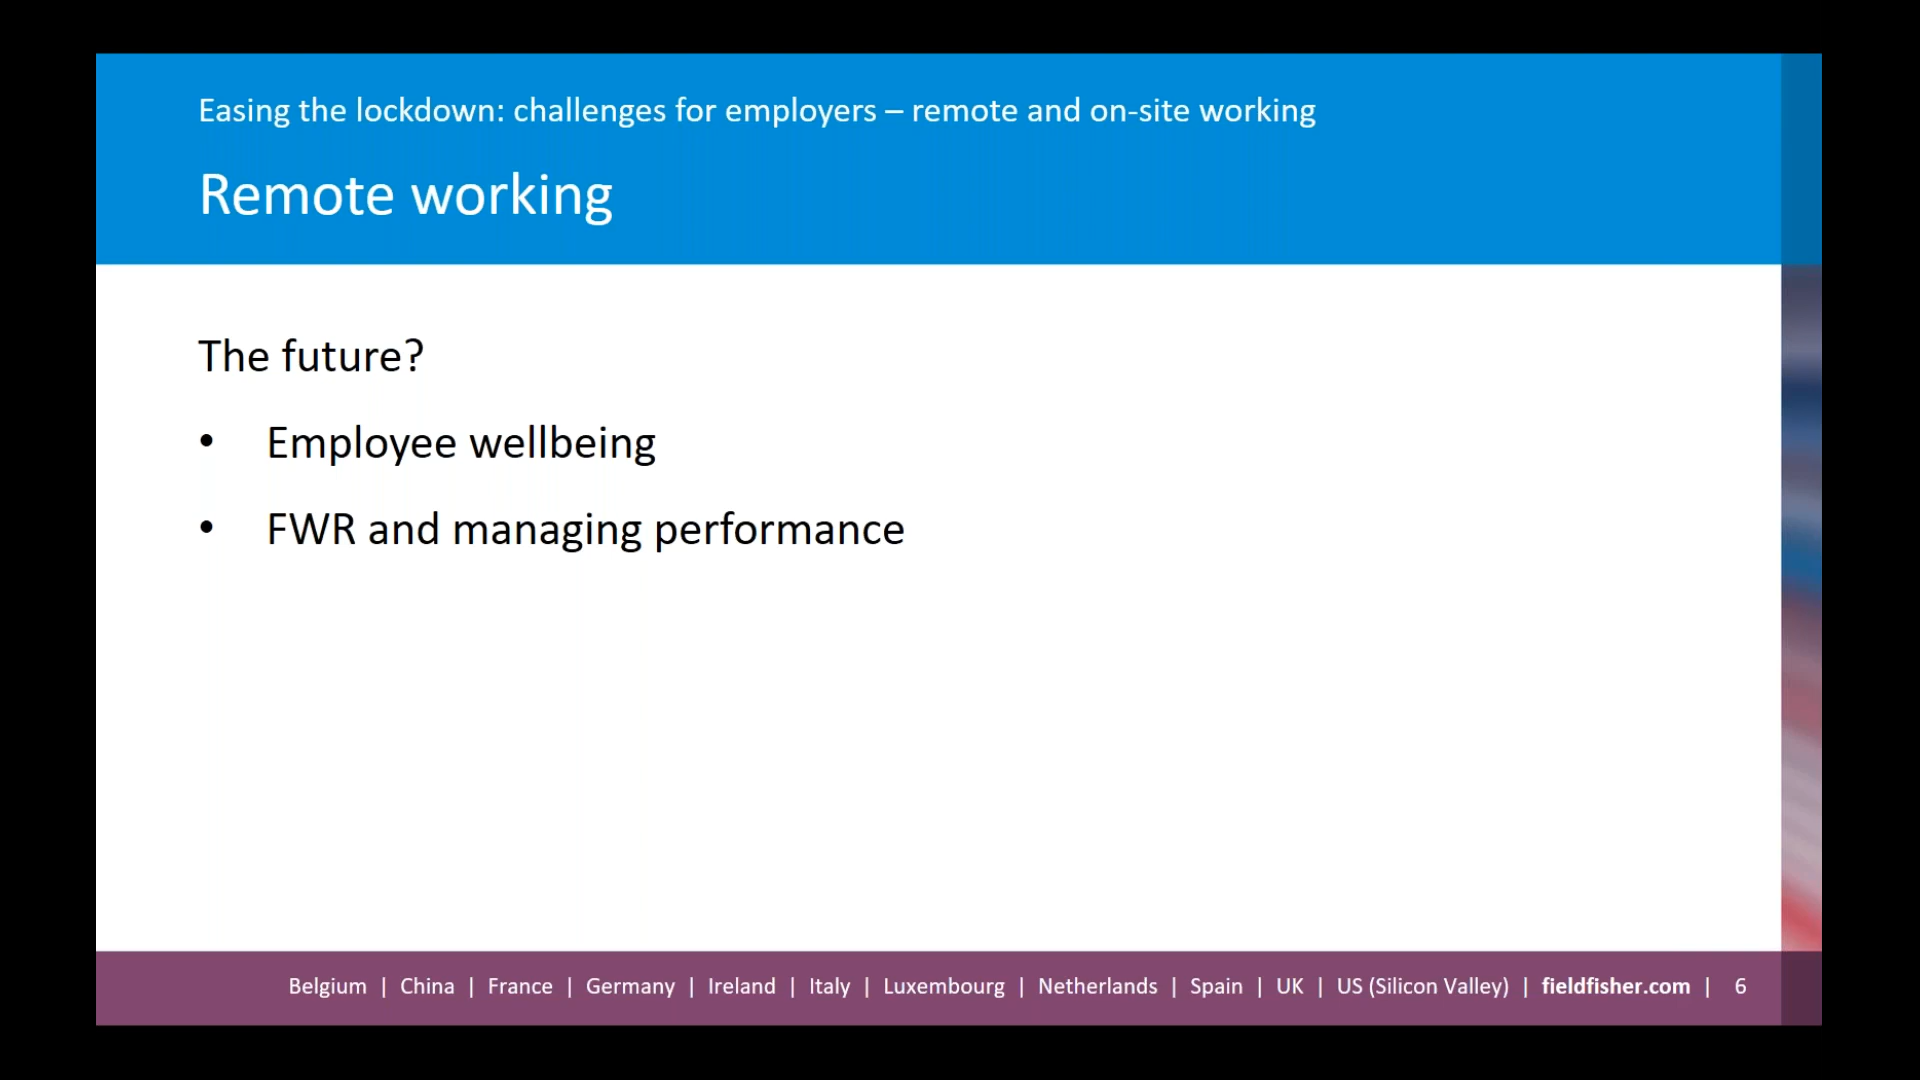 Easing the lockdown: challenges for employers – remote and on-site working
Remote working
The future?
• Employee wellbeing
• FWR and managing performance
Belgium | China | France | Germany | Ireland | Italy | Luxembourg | Netherlands | Spain | UK | US (Silicon Valley) | fieldfisher.com | 6